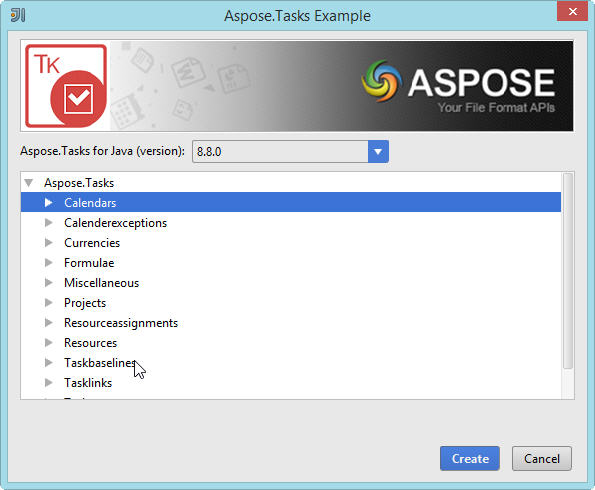 Aspose.Tasks Example
TK
ASPOSE
Your File Format APIs
Aspose.Tasks for Java (version): 8.8.0
Aspose.Tasks
Calendars
Calenderexceptions
Currencies
Formulae
Miscellaneous
Projects
Resourceassignments
Resources
Taskbaselines
Tasklinks
Create Cancel